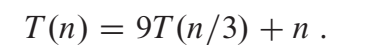 T(n) = 9T(n/3) + n .